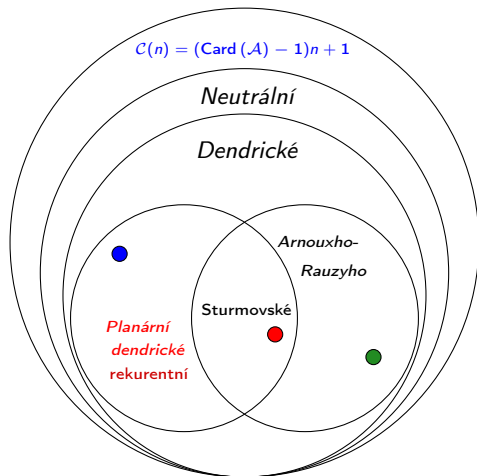 C(n) = (Card (A) − 1)n + 1
Neutrální
Dendrické
Arnouxho-
Rauzyho
Sturmovské
Planární
dendrické
rekurentní